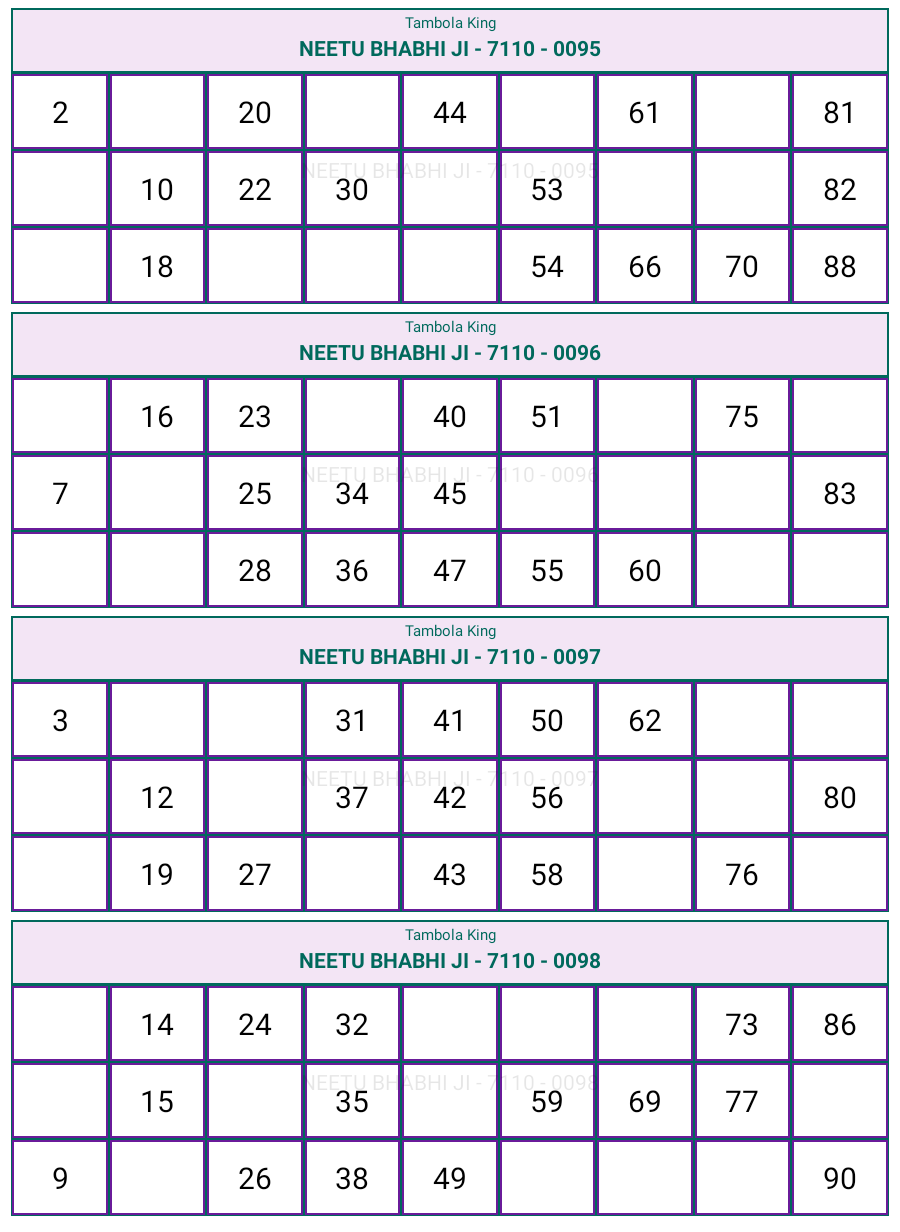 Tambola King
NEETU BHABHI JI - 7110 - 0095
2 20 44 61 81
NEETU BHABHI JI - 7110 - 0095
10 22 30 53 82
18 54 66 70 88
Tambola King
NEETU BHABHI JI - 7110 - 0096
16 23 40 51 75
NEETU BHABHI JI - 7110 - 0096
7 25 34 45 83
28 36 47 55 60
Tambola King
NEETU BHABHI JI - 7110 - 0097
3 31 41 50 62
NEETU BHABHI JI - 7110 - 0097
12 37 42 56 80
19 27 43 58 76
Tambola King
NEETU BHABHI JI - 7110 - 0098
14 24 32 73 86
NEETU BHABHI JI - 7110 - 0098
15 35 59 69 77
9 26 38 49 90